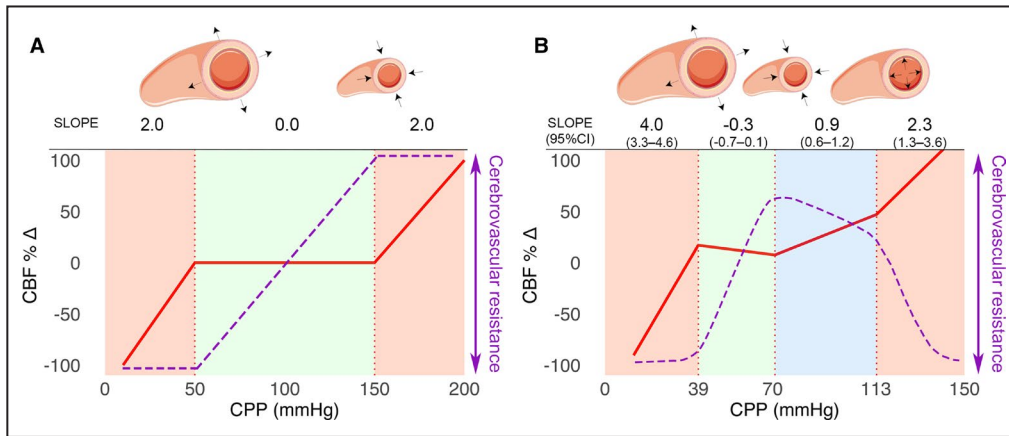 A
SLOPE 2.0 0.0 2.0
100
50
0
-50
-100
CBF % Δ
0 50 100 150 200
CPP (mmHg)
Cerebrovascular resistance
B
SLOPE 4.0 -0.3 0.9 2.3
(95%CI) (3.3–4.6) (-0.7–0.1) (0.6–1.2) (1.3–3.6)
100
50
0
-50
-100
CBF % Δ
0 39 70 113 150
CPP (mmHg)
Cerebrovascular resistance